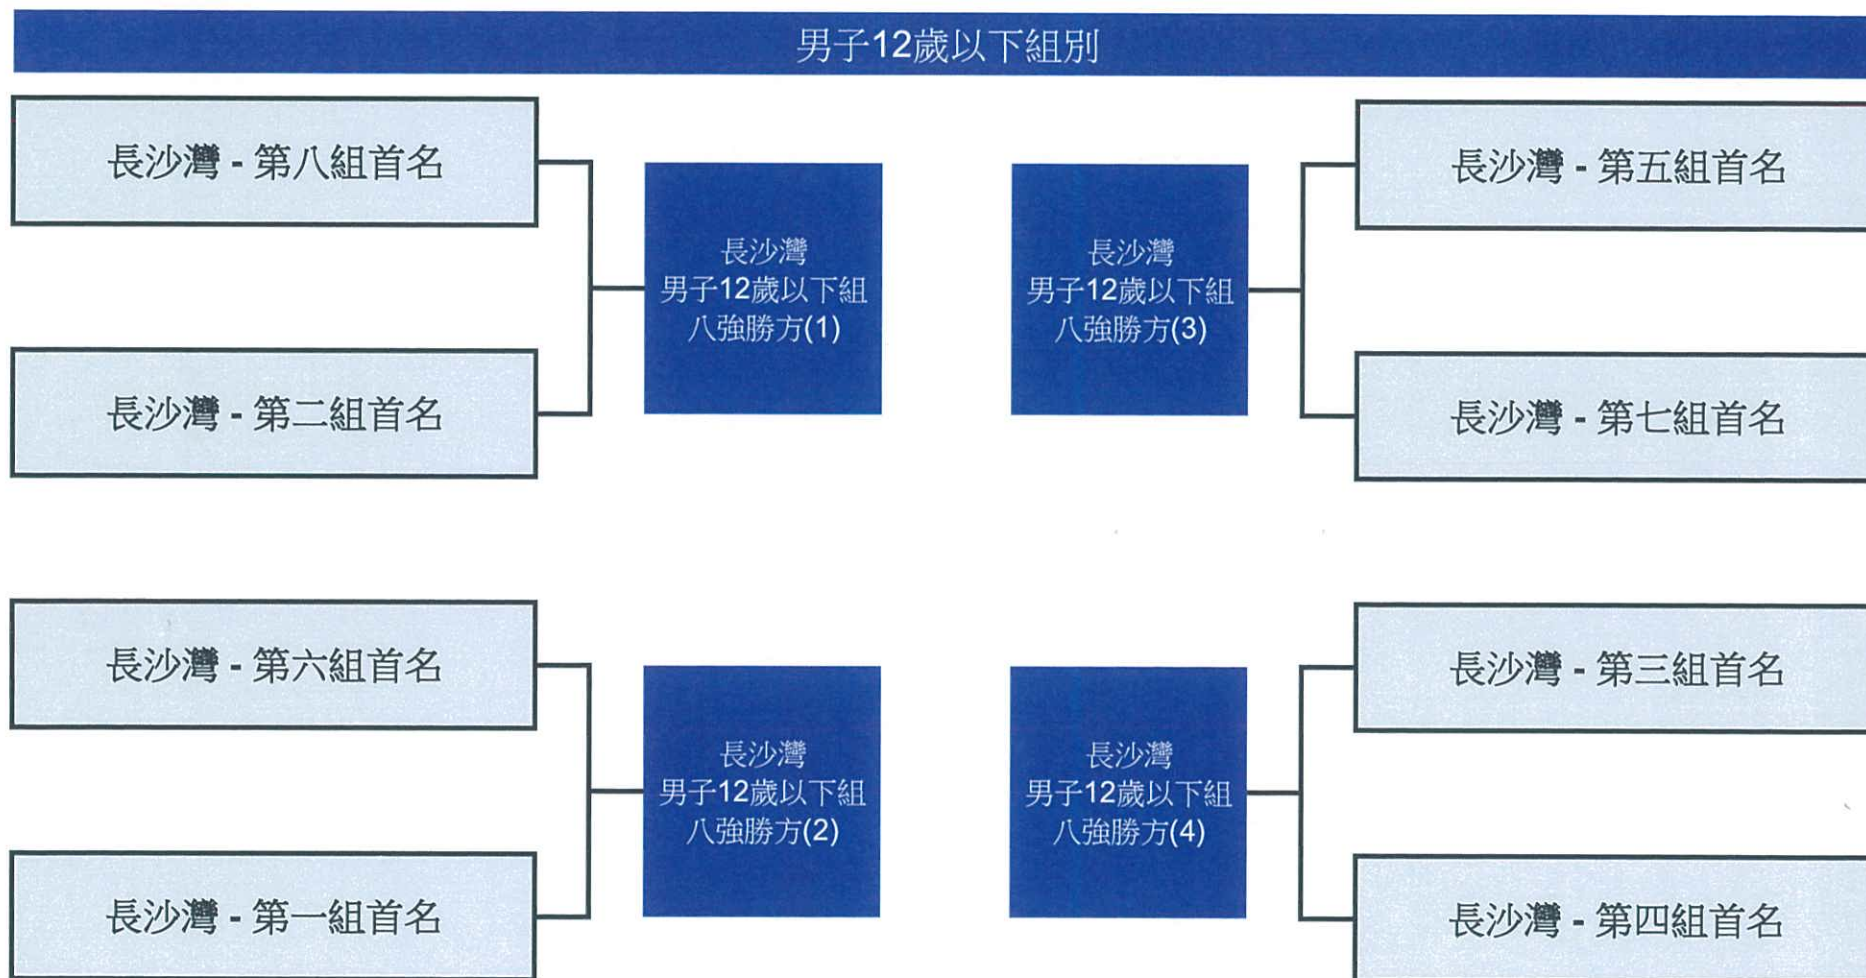 男子12歲以下組別
長沙灣 - 第八組首名
長沙灣 - 第二組首名
長沙灣
男子12歲以下組
八強勝方(1)
長沙灣
男子12歲以下組
八強勝方(3)
長沙灣 - 第五組首名
長沙灣 - 第七組首名
長沙灣 - 第六組首名
長沙灣 - 第一組首名
長沙灣
男子12歲以下組
八強勝方(2)
長沙灣
男子12歲以下組
八強勝方(4)
長沙灣 - 第三組首名
長沙灣 - 第四組首名